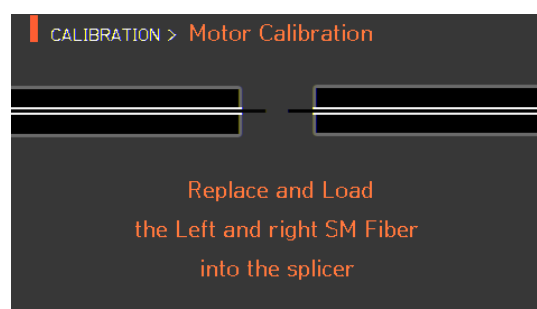 CALIBRATION > Motor Calibration
Replace and Load
the Left and right SM Fiber
into the splicer